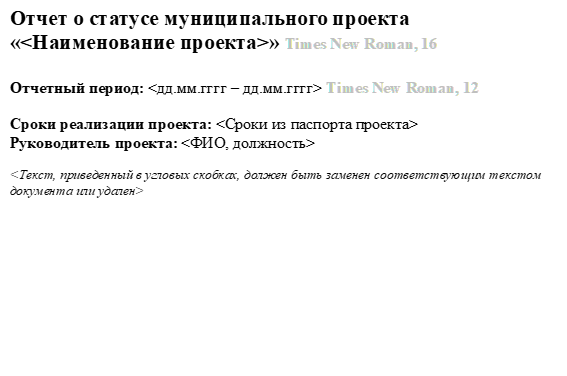 Отчет о статусе муниципального проекта
«<Наименование проекта>» Times New Roman, 16
Отчетный период: <дд.мм.гггг – дд.мм.гггг> Times New Roman, 12
Сроки реализации проекта: <Сроки из паспорта проекта>
Руководитель проекта: <ФИО, должность>
<Текст, приведенный в угловых скобках, должен быть заменен соответствующим текстом
документа или удален>